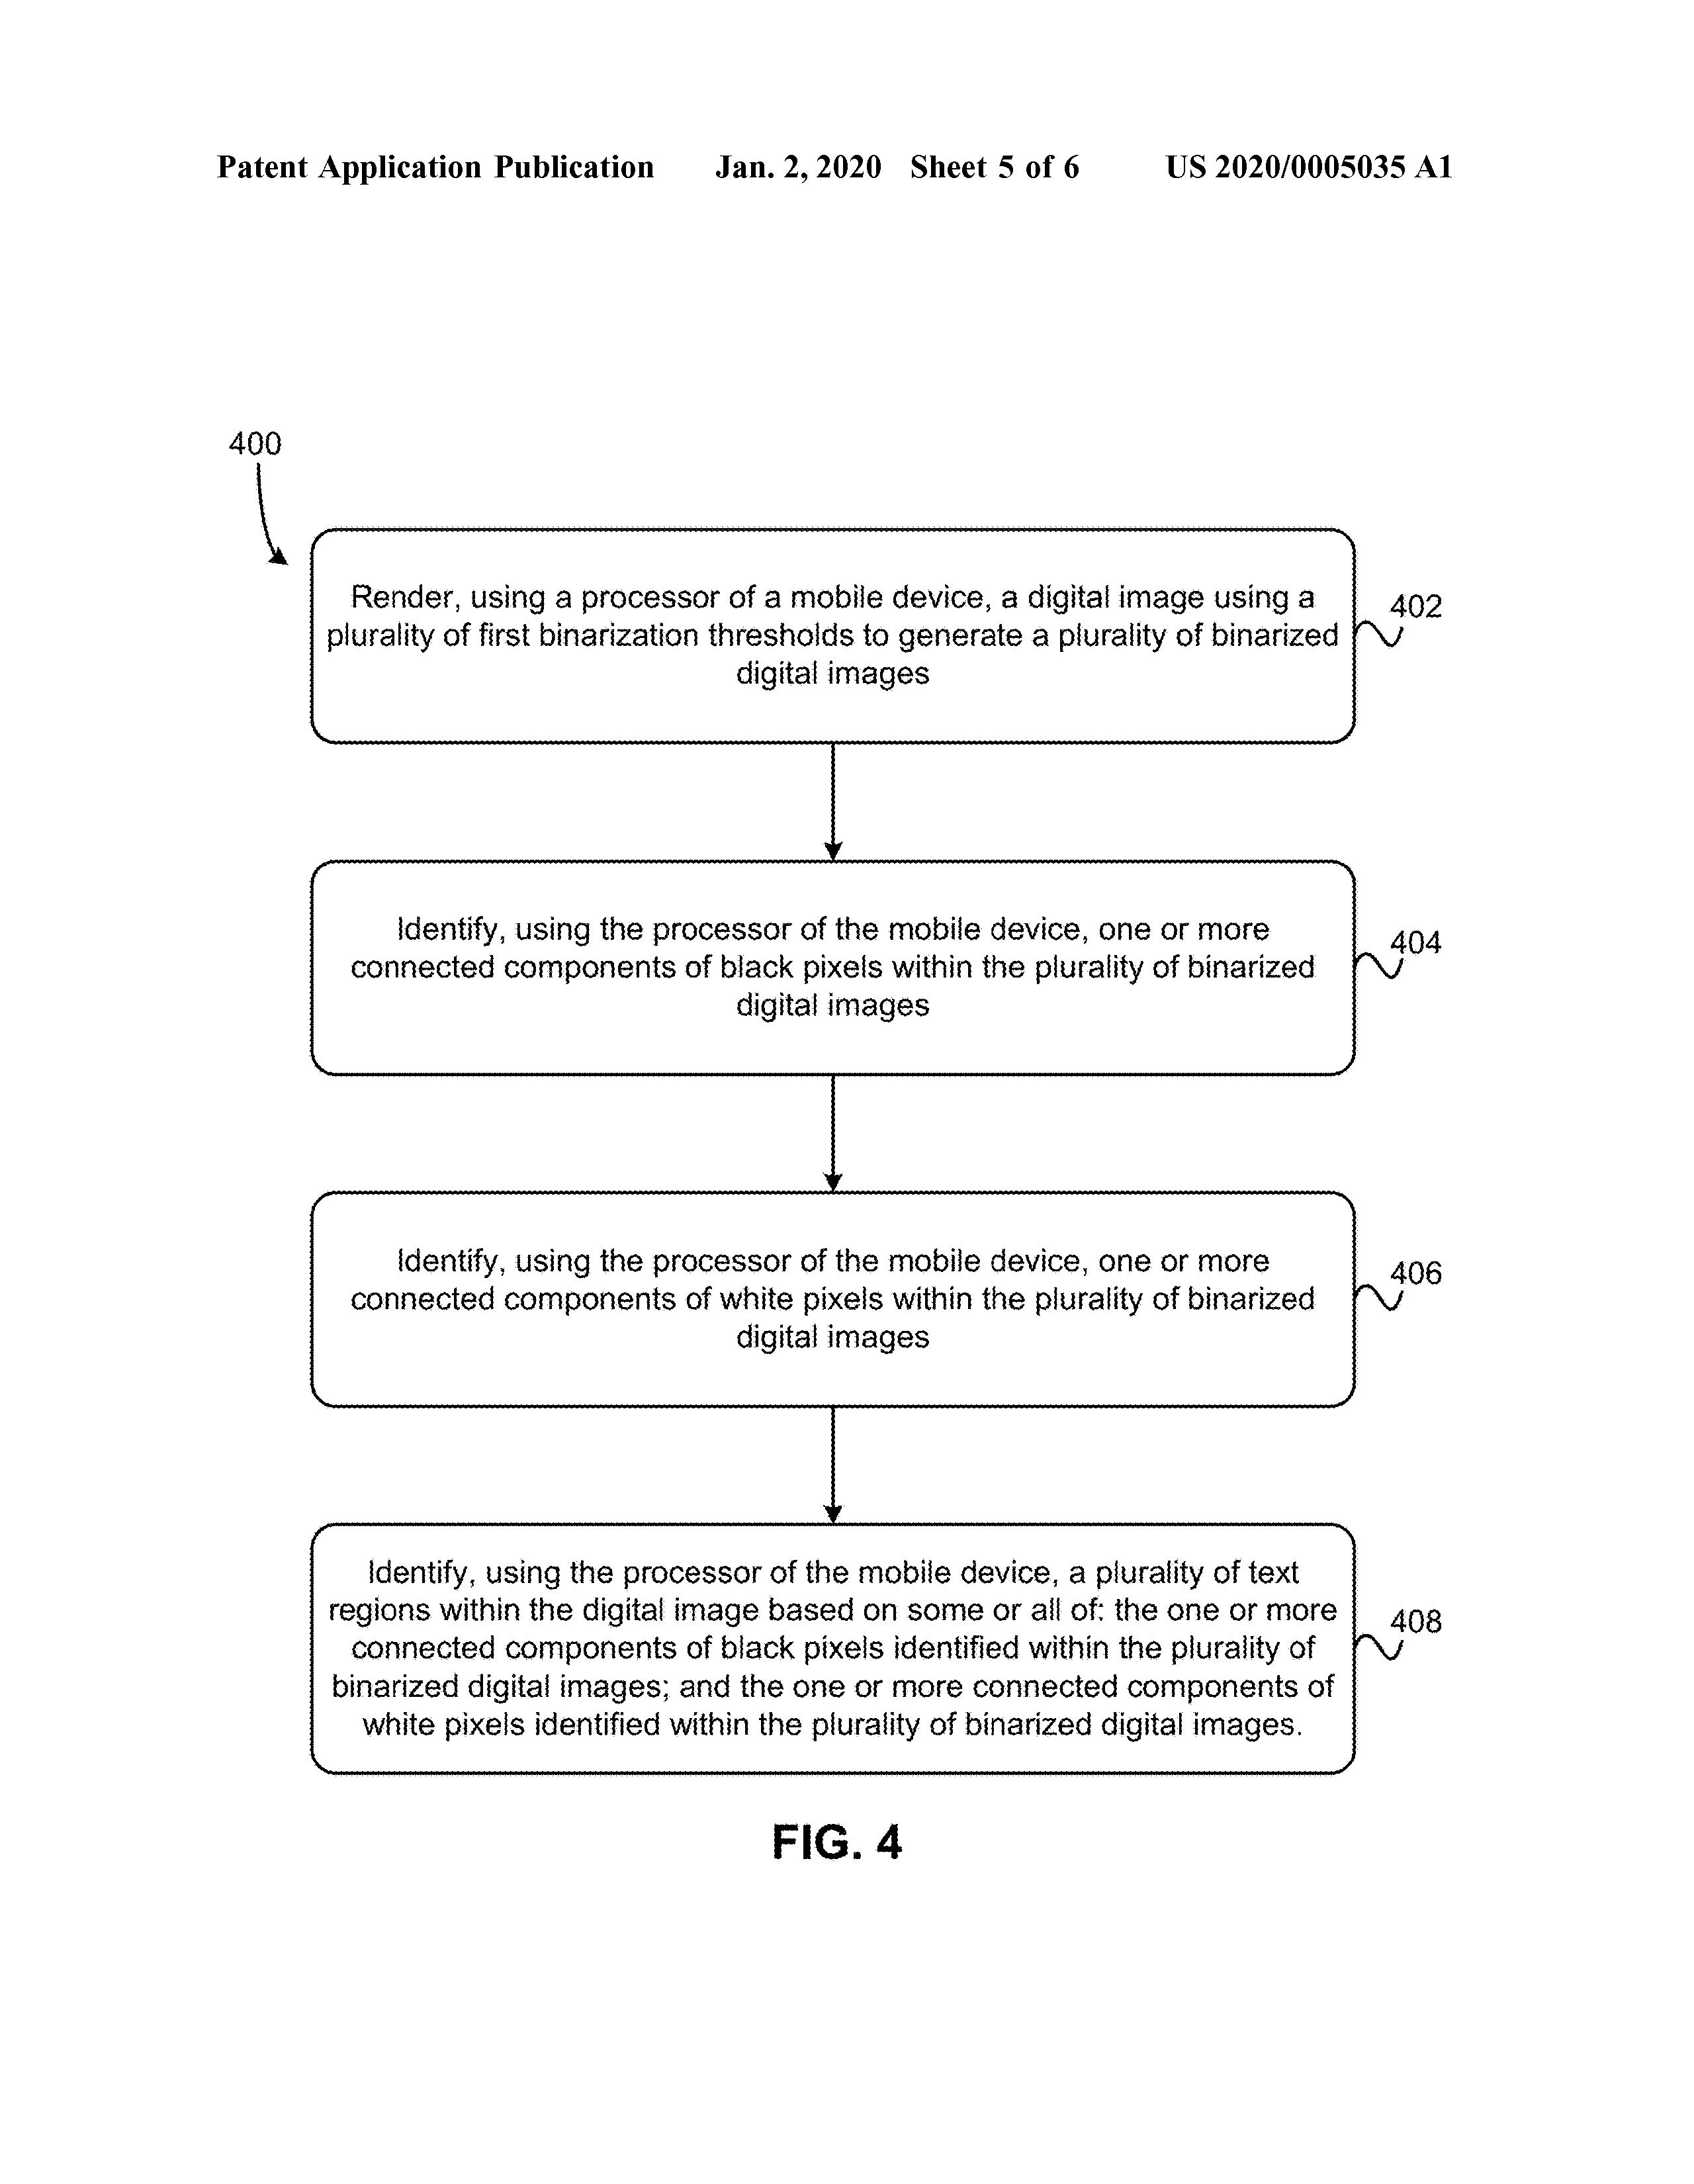 Patent Application Publication Jan. 2, 2020 Sheet 5 of 6 US 2020/0005035 A1
400
Render, using a processor of a mobile device, a digital image using a
plurality of first binarization thresholds to generate a plurality of binarized
digital images
402
Identify, using the processor of the mobile device, one or more
connected components of black pixels within the plurality of binarized
digital images
404
Identify, using the processor of the mobile device, one or more
connected components of white pixels within the plurality of binarized
digital images
406
Identify, using the processor of the mobile device, a plurality of text
regions within the digital image based on some or all of: the one or more
connected components of black pixels identified within the plurality of
binarized digital images; and the one or more connected components of
white pixels identified within the plurality of binarized digital images.
408
FIG. 4